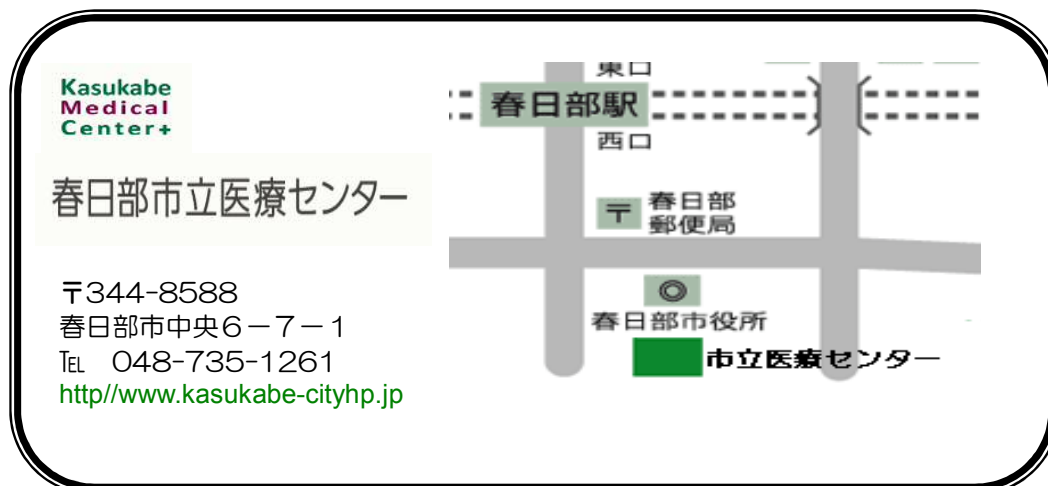 Kasukabe
Medical
Center+
春日部市立医療センター
〒344-8588
春日部市中央6－7－1
℡ 048-735-1261
http//www.kasukabe-cityhp.jp
東口
春日部駅
西口
〒
春日部
郵便局
◎
春日部市役所
市立医療センター